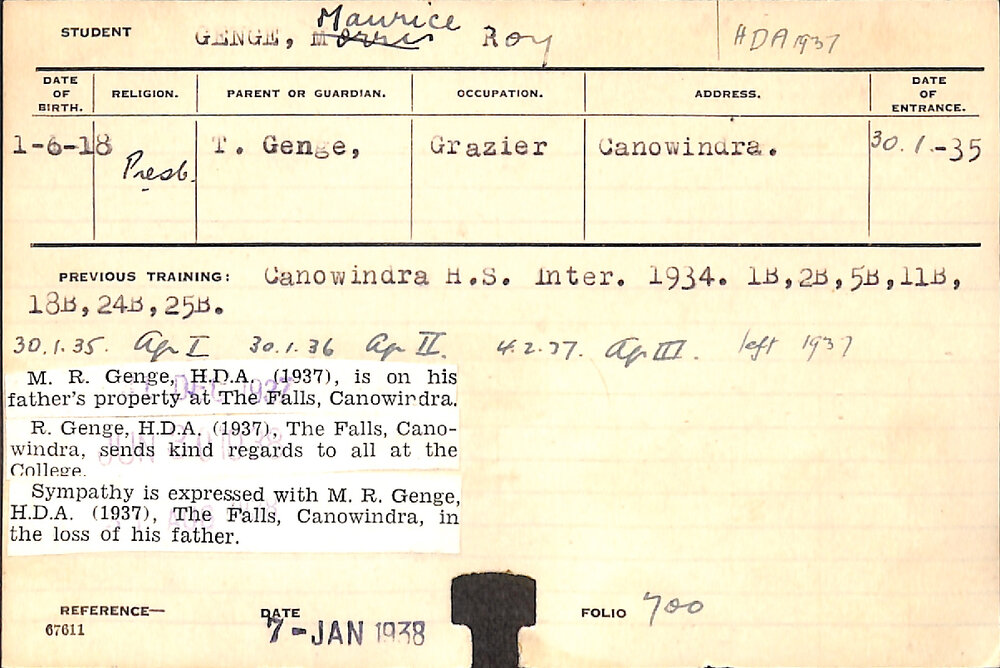 Maurice
STUDENT GENGE, Morris Roy HDA 1937
DATE OF BIRTH. RELIGION. PARENT OR GUARDIAN. OCCUPATION. ADDRESS. DATE OF ENTRANCE.
1-6-18 Presb. T. Genge, Grazier Canowindra. 30.1.-35
PREVIOUS TRAINING: Canowindra H.S. Inter. 1934. 1B,2B,5B,11B,
18B,24B,25B.
30.1.35. Ag I 30.1.36 Ag II. 4.2.37. Ag III. left 1937
M. R. Genge, H.D.A. (1937), is on his
father's property at The Falls, Canowindra.
R. Genge, H.D.A. (1937), The Falls, Cano-
windra, sends kind regards to all at the
College.
Sympathy is expressed with M. R. Genge,
H.D.A. (1937), The Falls, Canowindra, in
the loss of his father.
REFERENCE— DATE 7-JAN 1938 FOLIO 700
67611